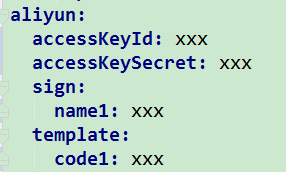 aliyun:
  accessKeyId: xxx
  accessKeySecret: xxx
  sign:
    name1: xxx
  template:
    code1: xxx